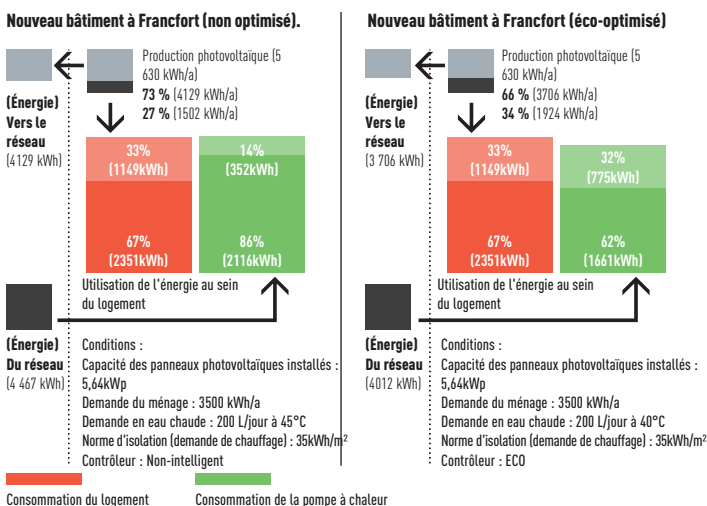 Nouveau bâtiment à Francfort (non optimisé).
Production photovoltaïque (5
630 kWh/a)
73 % (4129 kWh/a)
27 % (1502 kWh/a)
(Énergie)
Vers le
réseau
(4129 kWh)
33%
(1149kWh)
14%
(352kWh)
67%
(2351kWh)
86%
(2116kWh)
Utilisation de l'énergie au sein
du logement
(Énergie)
Du réseau
(4 467 kWh)
Conditions :
Capacité des panneaux photovoltaïques installés :
5,64kWp
Demande du ménage : 3500 kWh/a
Demande en eau chaude : 200 L/jour à 45°C
Norme d'isolation (demande de chauffage) : 35kWh/m²
Contrôleur : Non-intelligent
Nouveau bâtiment à Francfort (éco-optimisé)
Production photovoltaïque (5
630 kWh/a)
66 % (3706 kWh/a)
34 % (1924 kWh/a)
(Énergie)
Vers le
réseau
(3 706 kWh)
33%
(1149kWh)
32%
(775kWh)
67%
(2351kWh)
62%
(1661kWh)
Utilisation de l'énergie au sein
du logement
(Énergie)
Du réseau
(4012 kWh)
Conditions :
Capacité des panneaux photovoltaïques installés :
5,64kWp
Demande du ménage : 3500 kWh/a
Demande en eau chaude : 200 L/jour à 40°C
Norme d'isolation (demande de chauffage) : 35kWh/m²
Contrôleur : ECO
Consommation du logement
Consommation de la pompe à chaleur